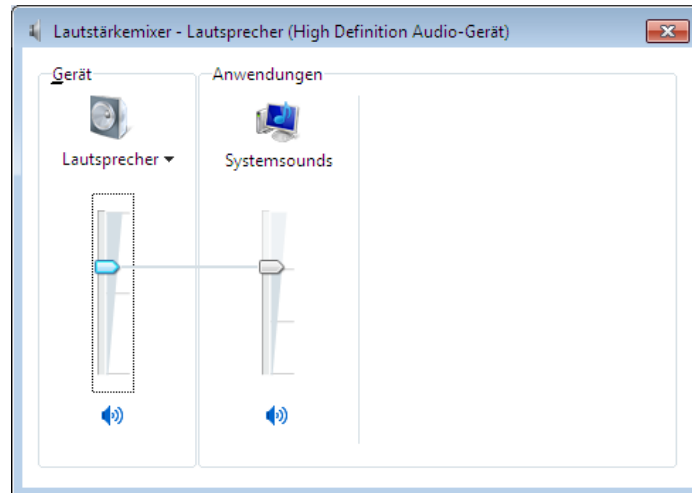 Lautstärkemixer - Lautsprecher (High Definition Audio-Gerät)
Gerät
Anwendungen
Lautsprecher
Systemsounds